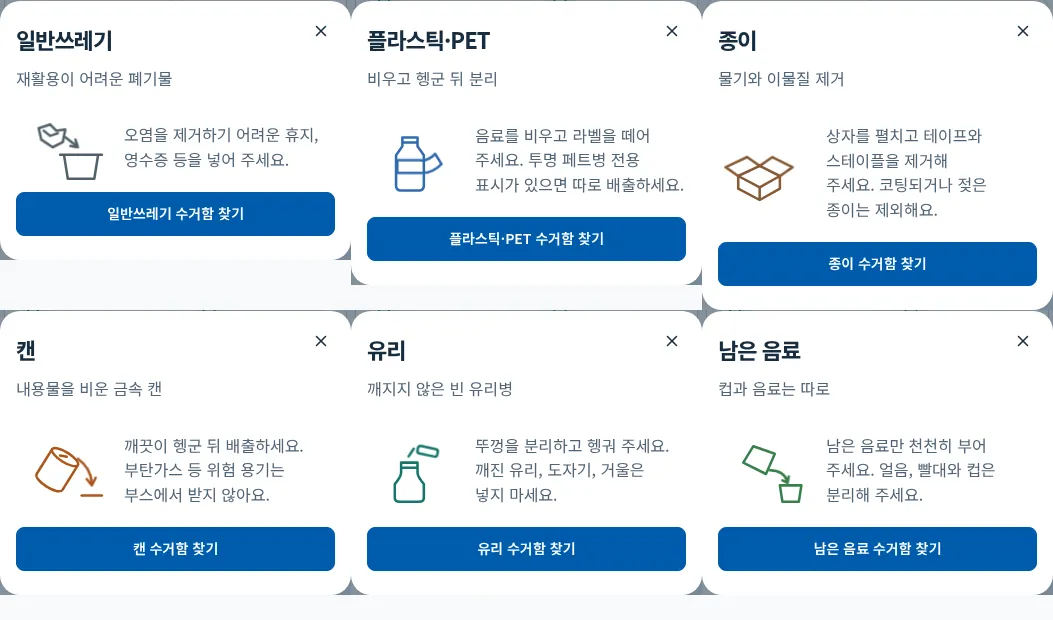 일반쓰레기
재활용이 어려운 폐기물
오염을 제거하기 어려운 휴지,
영수증 등을 넣어 주세요.
일반쓰레기 수거함 찾기
플라스틱·PET
비우고 헹군 뒤 분리
음료를 비우고 라벨을 떼어
주세요. 투명 페트병 전용
표시가 있으면 따로 배출하세요.
플라스틱·PET 수거함 찾기
종이
물기와 이물질 제거
상자를 펼치고 테이프와
스테이플을 제거해
주세요. 코팅되거나 젖은
종이는 제외해요.
종이 수거함 찾기
캔
내용물을 비운 금속 캔
깨끗이 헹군 뒤 배출하세요.
부탄가스 등 위험 용기는
부스에서 받지 않아요.
캔 수거함 찾기
유리
깨지지 않은 빈 유리병
뚜껑을 분리하고 헹궈 주세요.
깨진 유리, 도자기, 거울은
넣지 마세요.
유리 수거함 찾기
남은 음료
컵과 음료는 따로
남은 음료만 천천히 부어
주세요. 얼음, 빨대와 컵은
분리해 주세요.
남은 음료 수거함 찾기